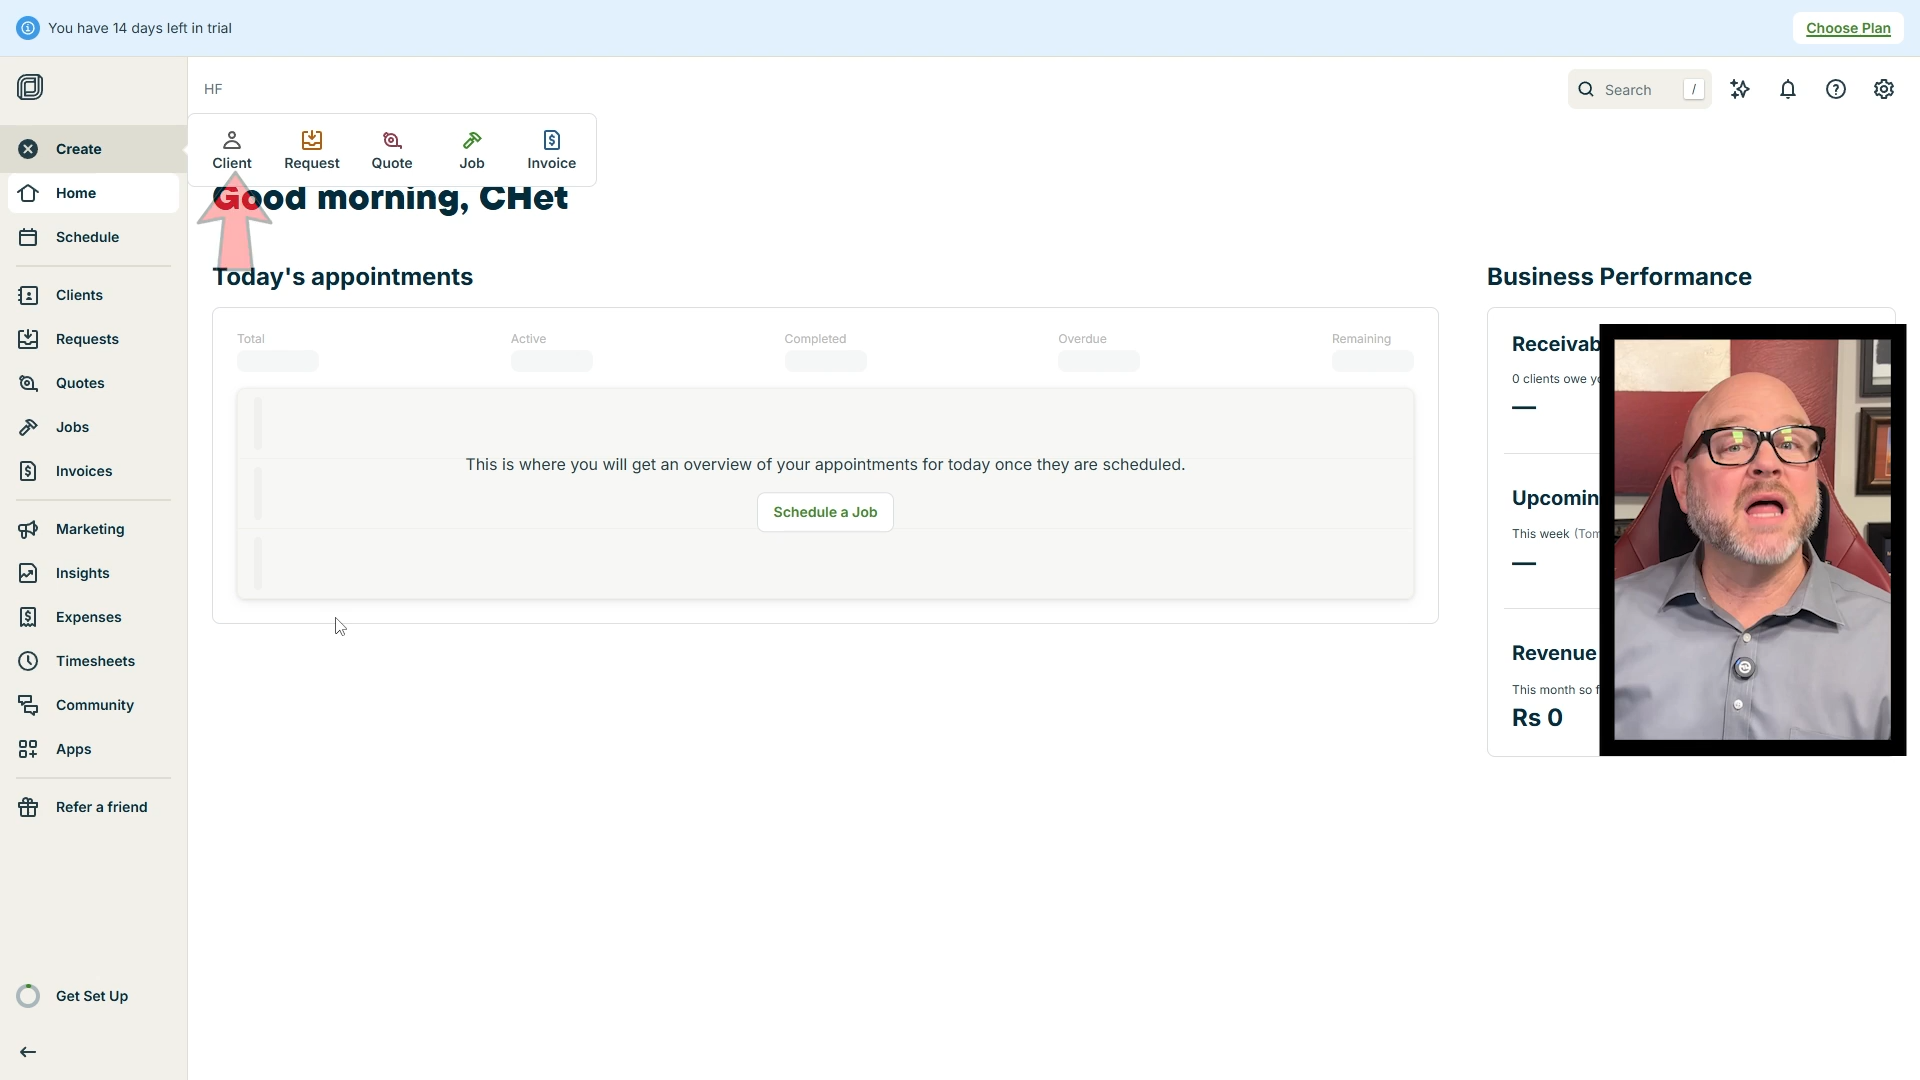 You have 14 days left in trial
Choose Plan
HF
Search /
Create
Client
Request
Quote
Job
Invoice
Home
Good morning, CHet
Schedule
Today's appointments
Business Performance
Clients
Requests
Quotes
Jobs
Invoices
Total
Active
Completed
Overdue
Remaining
This is where you will get an overview of your appointments for today once they are scheduled.
Schedule a Job
0 clients owe
This week
Revenue
This month so
Rs 0
Marketing
Insights
Expenses
Timesheets
Community
Apps
Refer a friend
Get Set Up